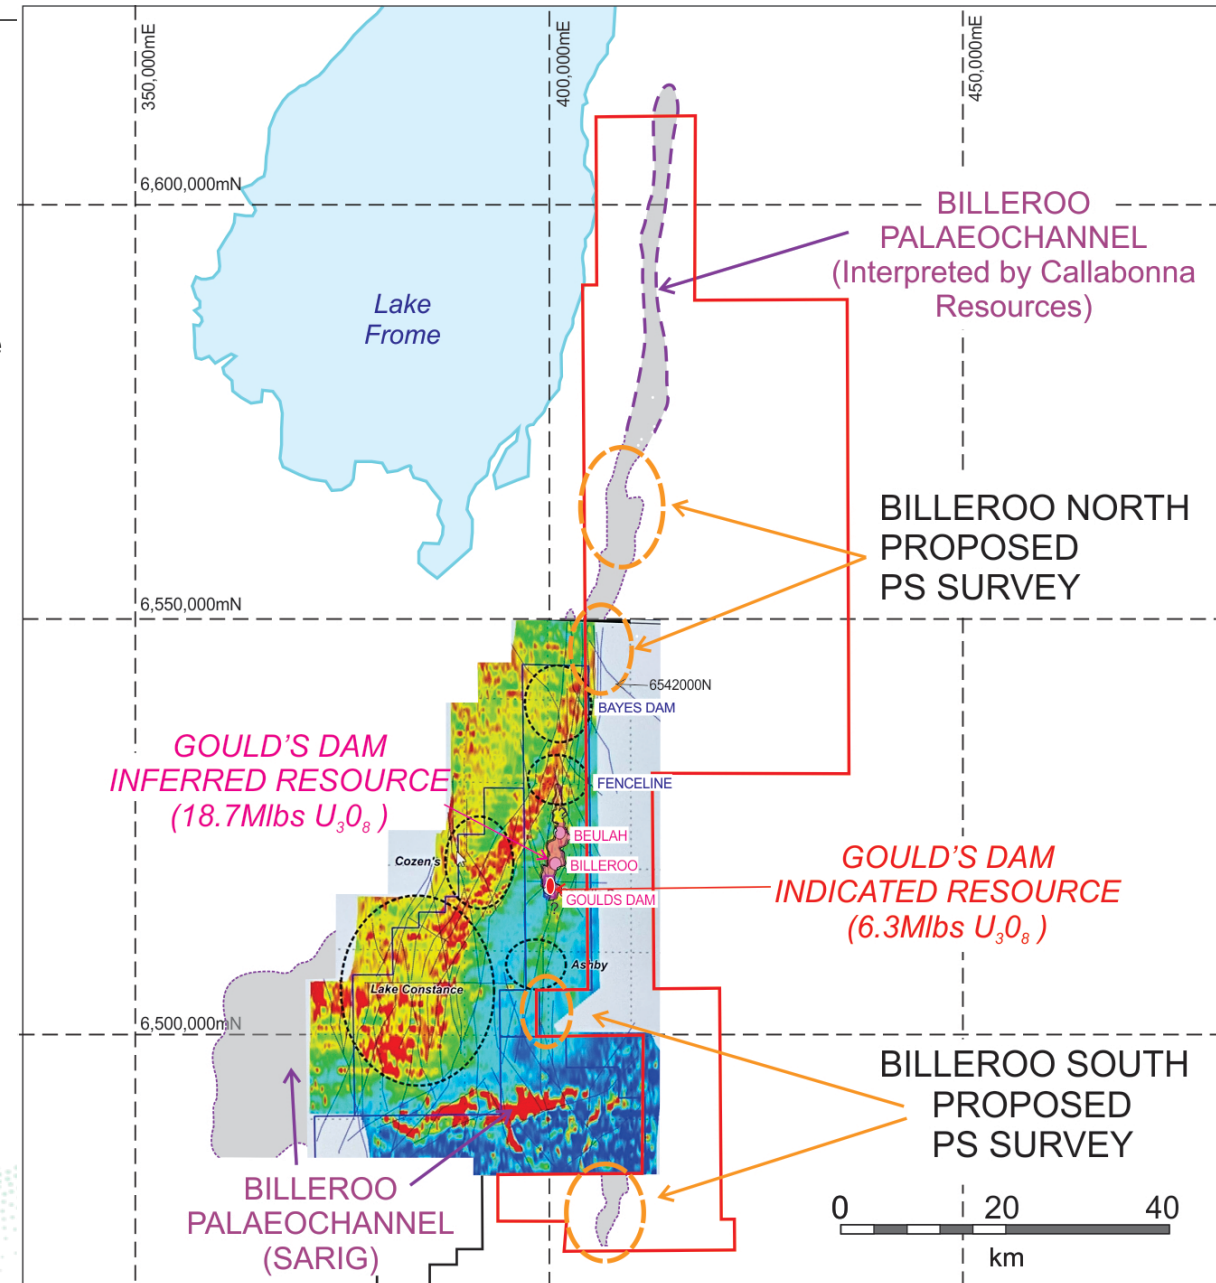 350,000mE
400,000mE
450,000mE
6,600,000mN
BILLEROO
PALAEOCHANNEL
(Interpreted by Callabonna
Resources)
Lake
Frome
BILLEROO NORTH
PROPOSED
PS SURVEY
6,550,000mN
6542000N
BAYES DAM
GOULD'S DAM
INFERRED RESOURCE
(18.7Mlbs U308 )
FENCELINE
BEULAH
Cozen's
BILLEROO
GOULDS DAM
GOULD'S DAM
INDICATED RESOURCE
(6.3Mlbs U308 )
Ashby
Lake Constance
6,500,000mN
BILLEROO SOUTH
PROPOSED
PS SURVEY
BILLEROO
PALAEOCHANNEL
(SARIG)
0 20 40
km